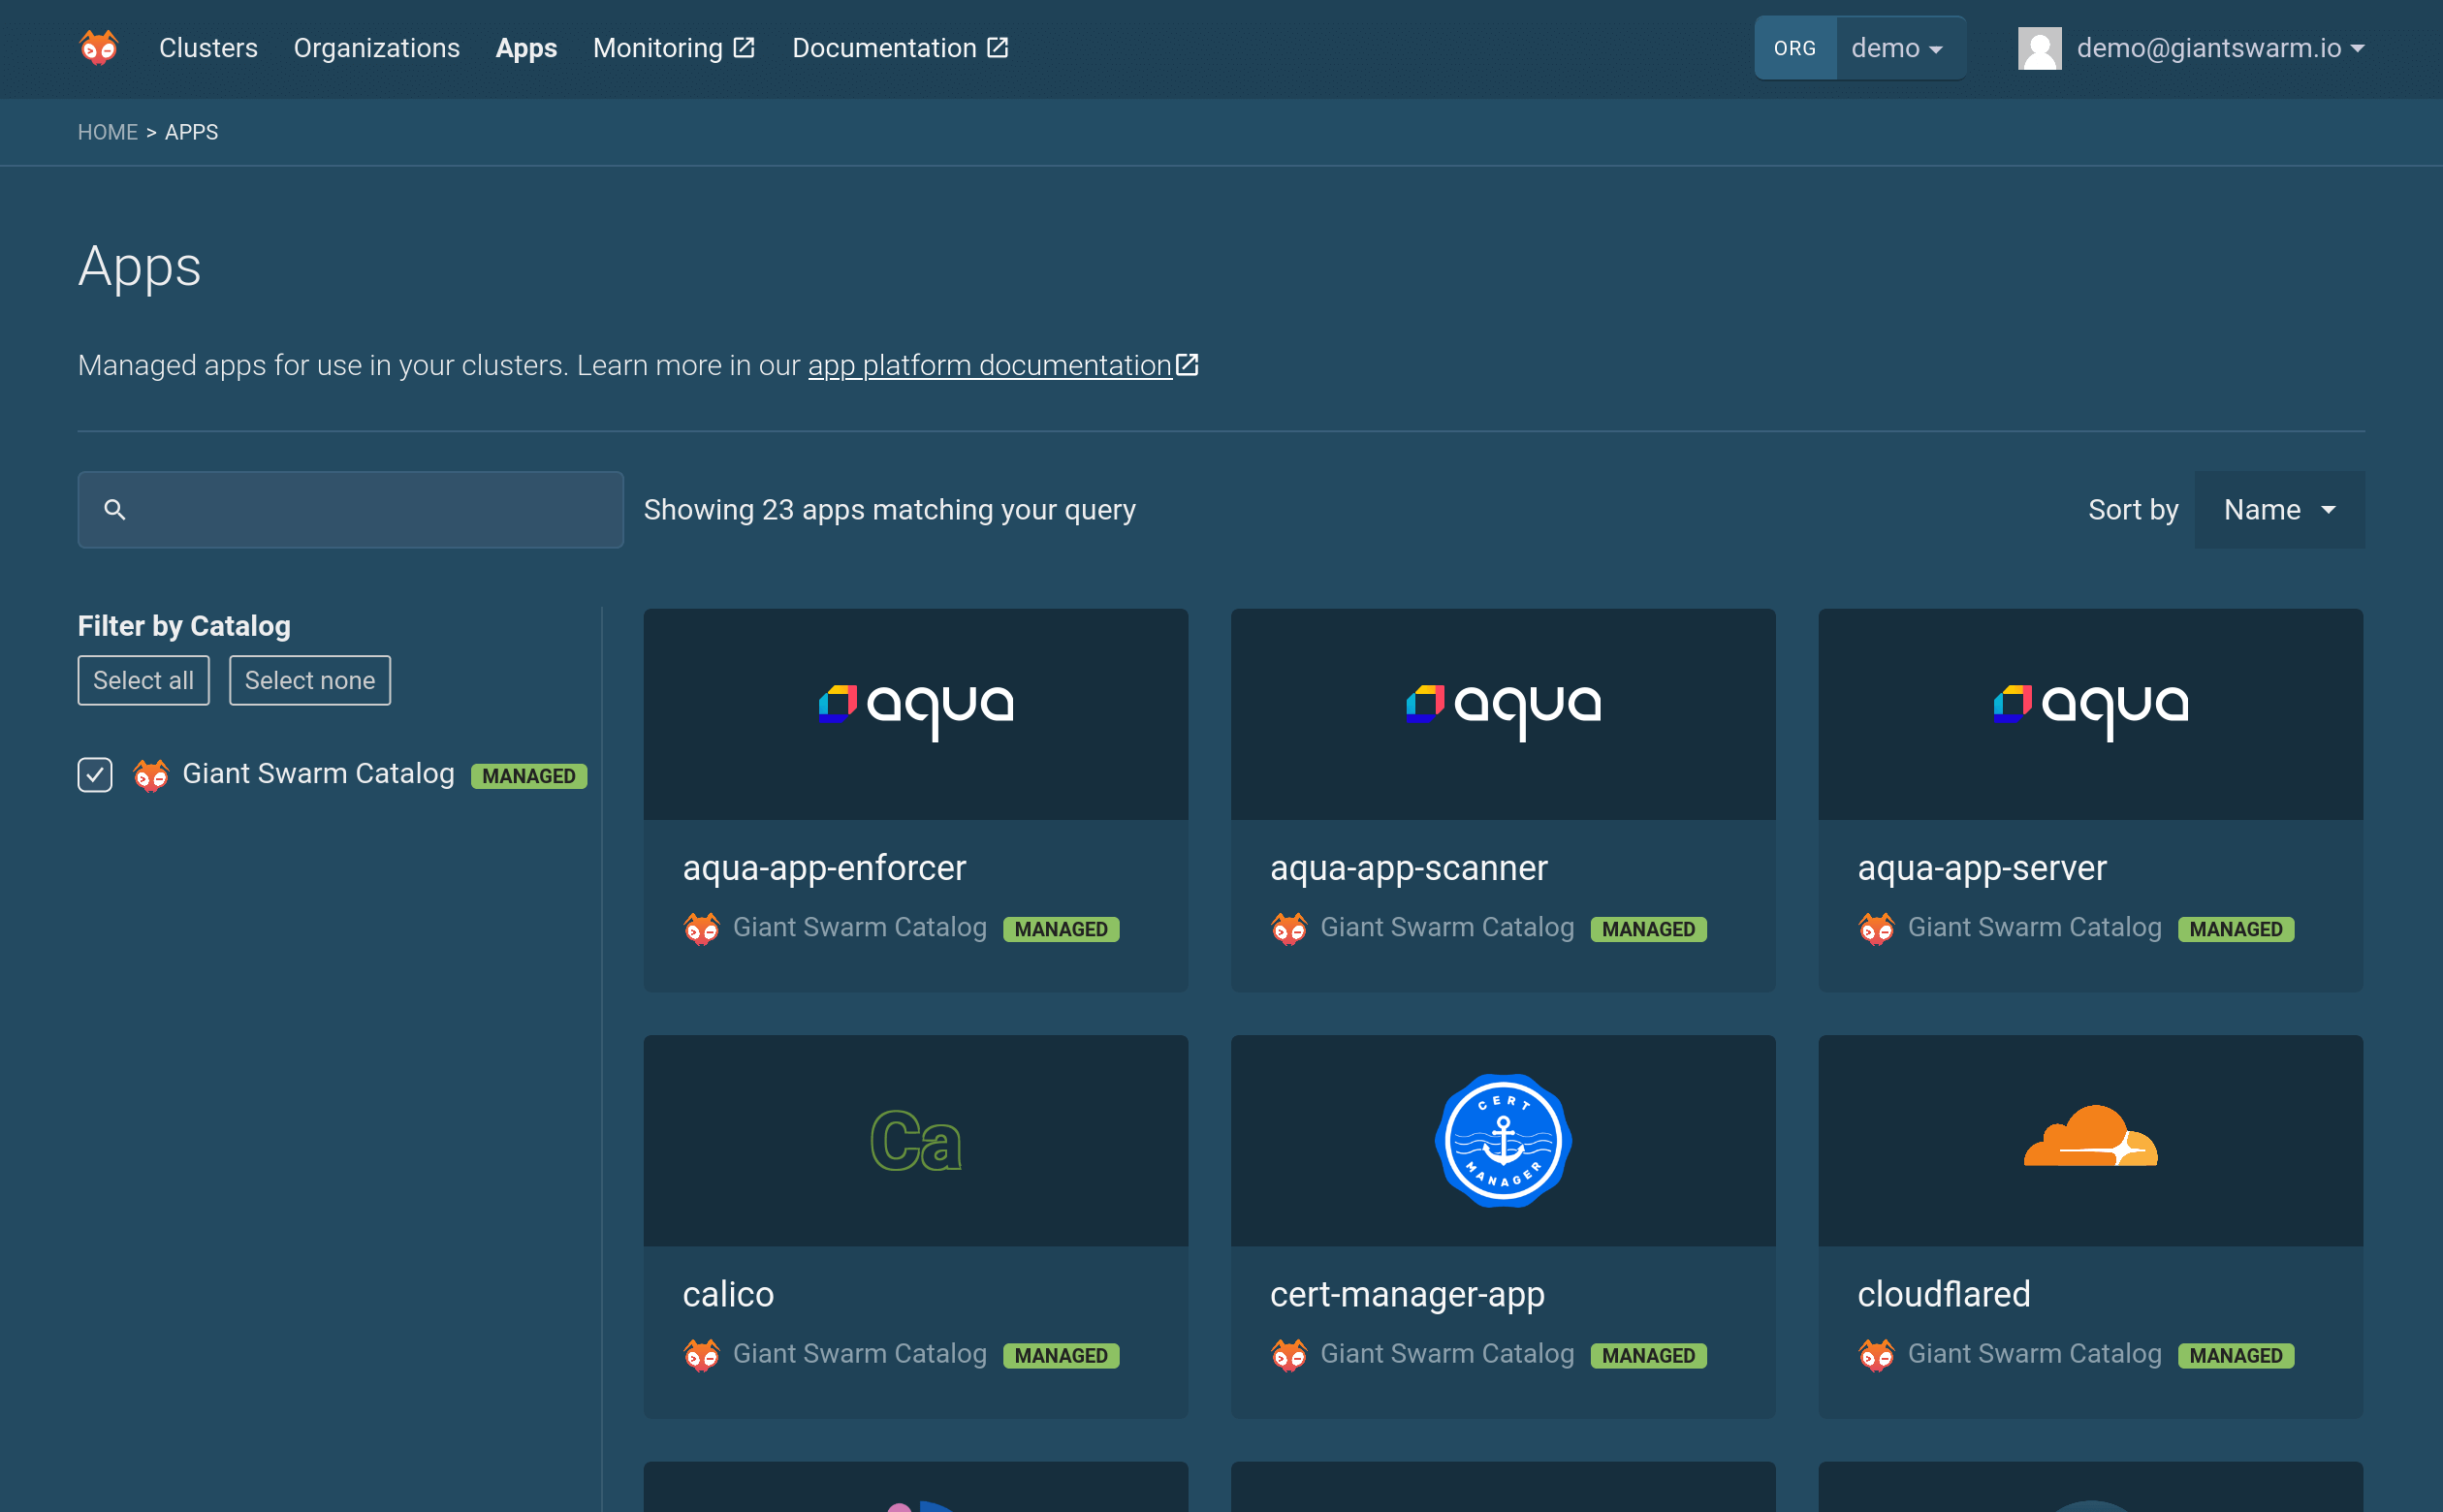 Clusters Organizations Apps Monitoring Documentation ORG demo demo@giantswarm.io
HOME > APPS
Apps
Managed apps for use in your clusters. Learn more in our app platform documentation
Showing 23 apps matching your query Sort by Name
Filter by Catalog
Select all Select none
Giant Swarm Catalog MANAGED
aqua aqua aqua
aqua-app-enforcer aqua-app-scanner aqua-app-server
Giant Swarm Catalog MANAGED Giant Swarm Catalog MANAGED Giant Swarm Catalog MANAGED
Ca CERT MANAGER
calico cert-manager-app cloudflared
Giant Swarm Catalog MANAGED Giant Swarm Catalog MANAGED Giant Swarm Catalog MANAGED